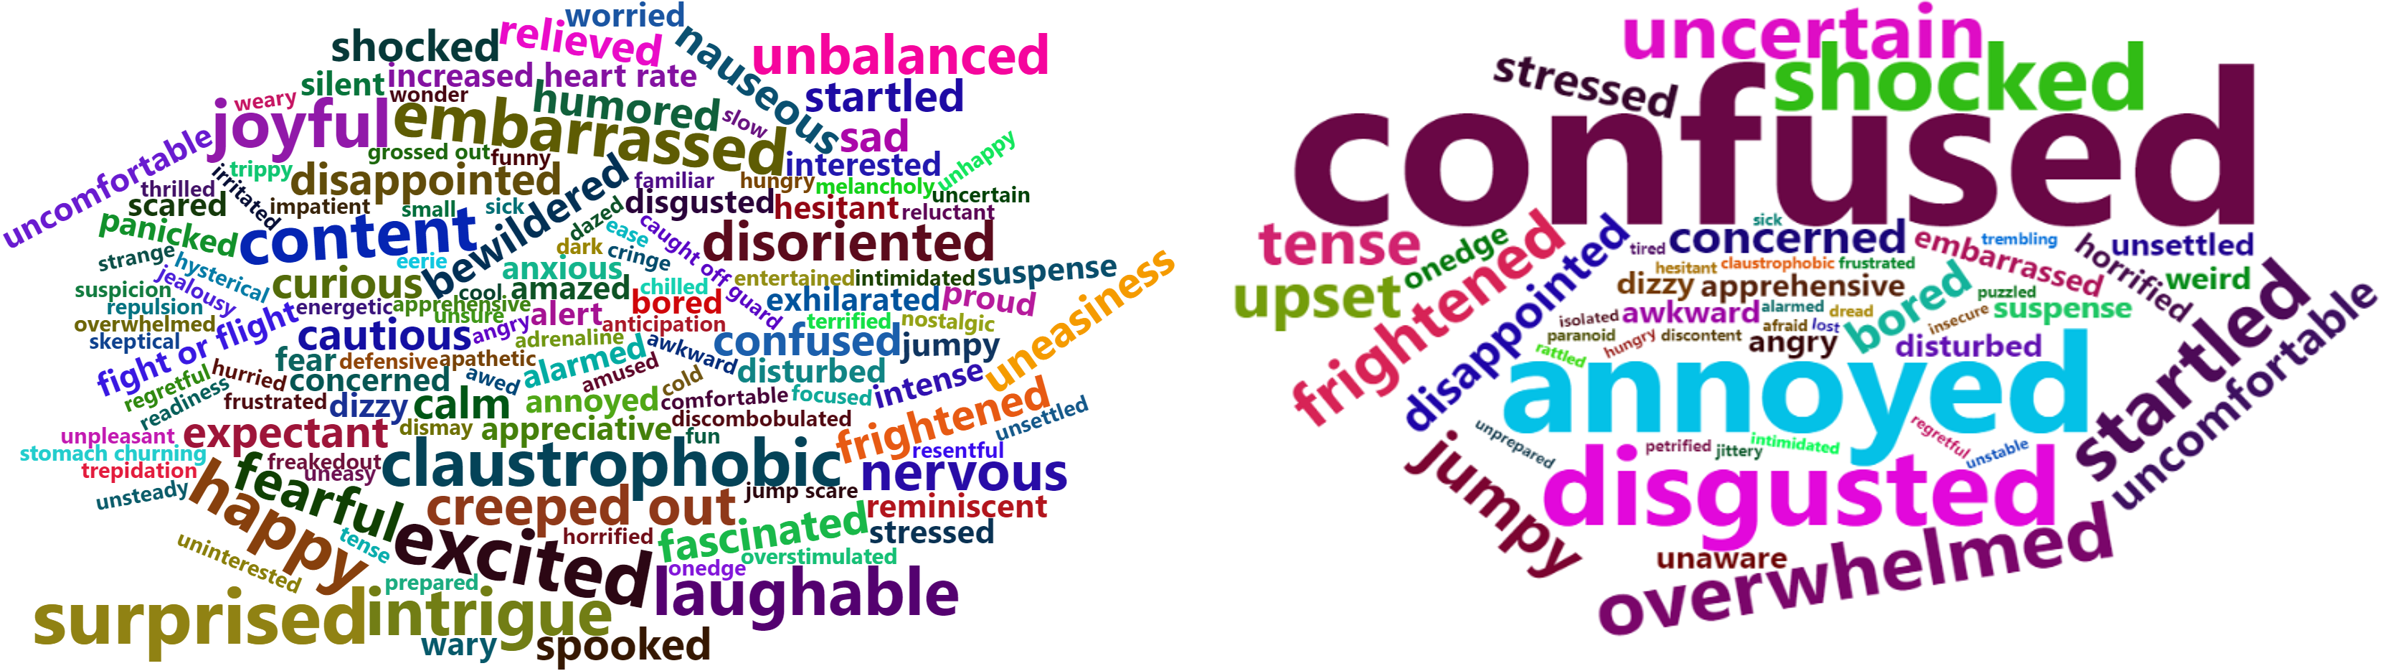 worried
relieved
shocked
nauseous
unbalanced
increased heart rate
silent
startled
weary
wonder
humored
slow
joyful
embarrassed
sad
uncomfortable
grossed out
funny
interested
unhappy
trippy
irritated
disappointed
bewildered
familiar
hungry
melancholy
thrilled
uncertain
scared
impatient
small
sick
dazed
disgusted
hesitant
reluctant
panicked
content
ease
caught off guard
disoriented
dark
cringe
strange
hysterical
eerie
anxious
jealousy
curious
chilled
entertained
intimidated
suspense
uneasiness
suspicion
cool
amazed
bored
exhilarated
proud
repulsion
energetic
apprehensive
unsure
alert
anticipation
terrified
nostalgic
overwhelmed
fight or flight
cautious
angry
adrenaline
awkward
confused
jumpy
skeptical
fear
defensive
apathetic
alarmed
amused
disturbed
intense
regretful
hurried
concerned
awed
cold
readiness
frustrated
dizzy
calm
annoyed
comfortable
focused
frightened
unsettled
discombobulated
unpleasant
expectant
dismay
appreciative
fun
stomach churning
freakedout
claustrophobic
resentful
trepidation
uneasy
nervous
unsteady
happy
fearful
creeped out
jump scare
reminiscent
tense
excited
horrified
fascinated
stressed
uninterested
overstimulated
prepared
onedge
laughable
surprised
intrigue
wary
spooked
uncertain
stressed
shocked
confused
tense
onedge
frightened
disappointed
sick
tired
concerned
embarrassed
trembling
horrified
unsettled
hesitant
claustrophobic
frustrated
weird
upset
dizzy
apprehensive
bored
puzzled
suspense
startled
uncomfortable
isolated
awkward
alarmed
dread
insecure
paranoid
hungry
discontent
afraid
lost
angry
disturbed
rattled
annoyed
jumpy
unprepared
petrified
jittery
intimidated
regretful
unstable
disgusted
unaware
overwhelmed